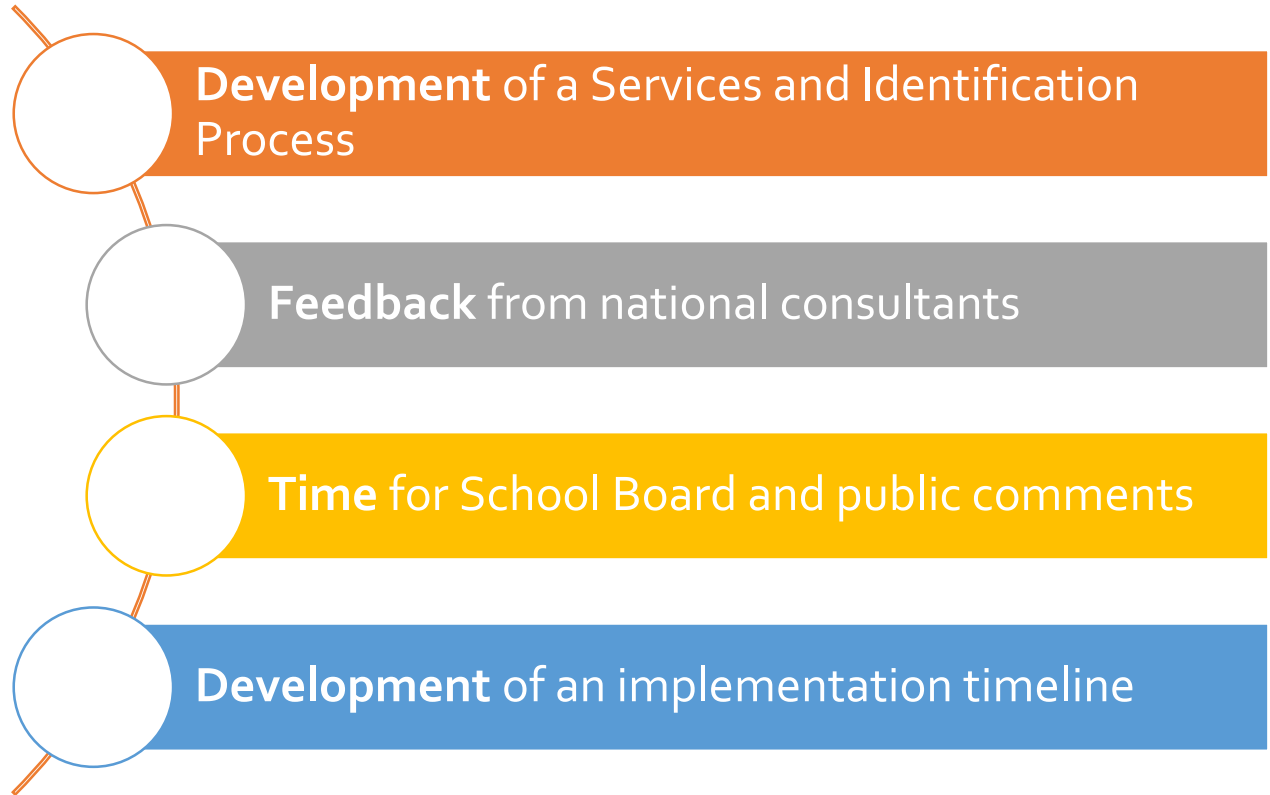 Development of a Services and Identification
Process
Feedback from national consultants
Time for School Board and public comments
Development of an implementation timeline